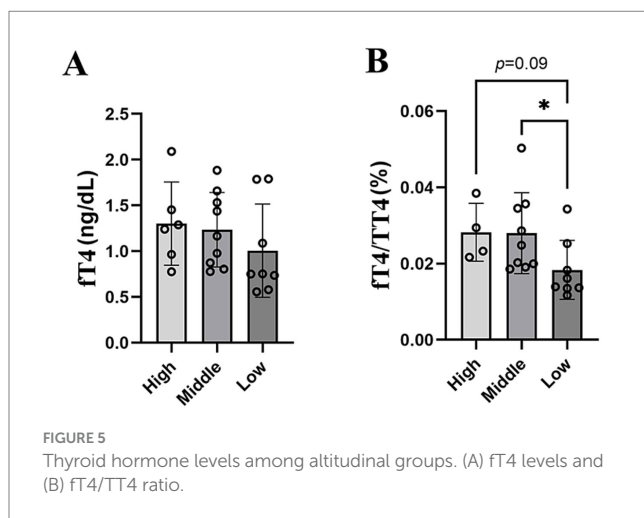 A
fT4 (ng/dL)
2.5
2.0
1.5
1.0
0.5
0.0
High
Middle
Low
B
p=0.09
*
fT4/TT4 (%)
0.06
0.04
0.02
0.00
High
Middle
Low
FIGURE 5
Thyroid hormone levels among altitudinal groups. (A) fT4 levels and
(B) fT4/TT4 ratio.